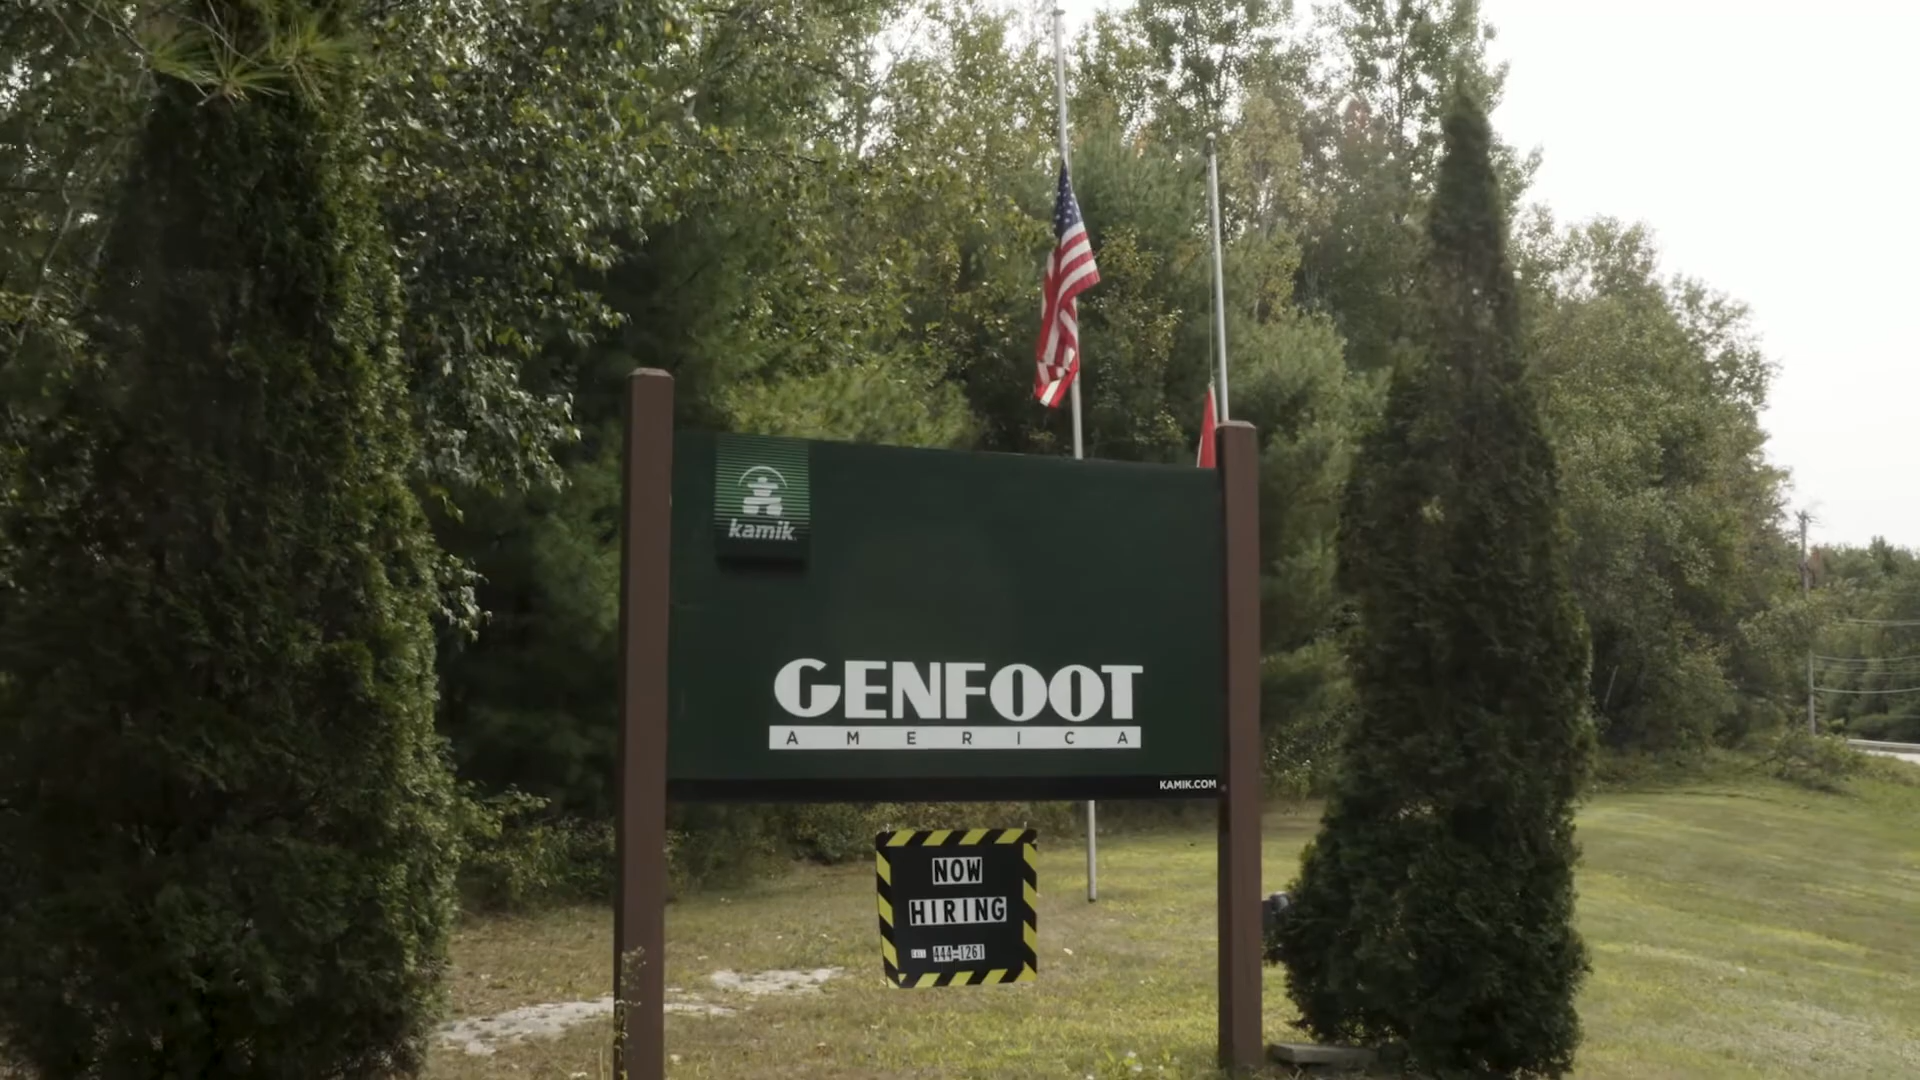 kamik
GENFOOT
AMERICA
KAMIK.COM
NOW
HIRING
444-1261